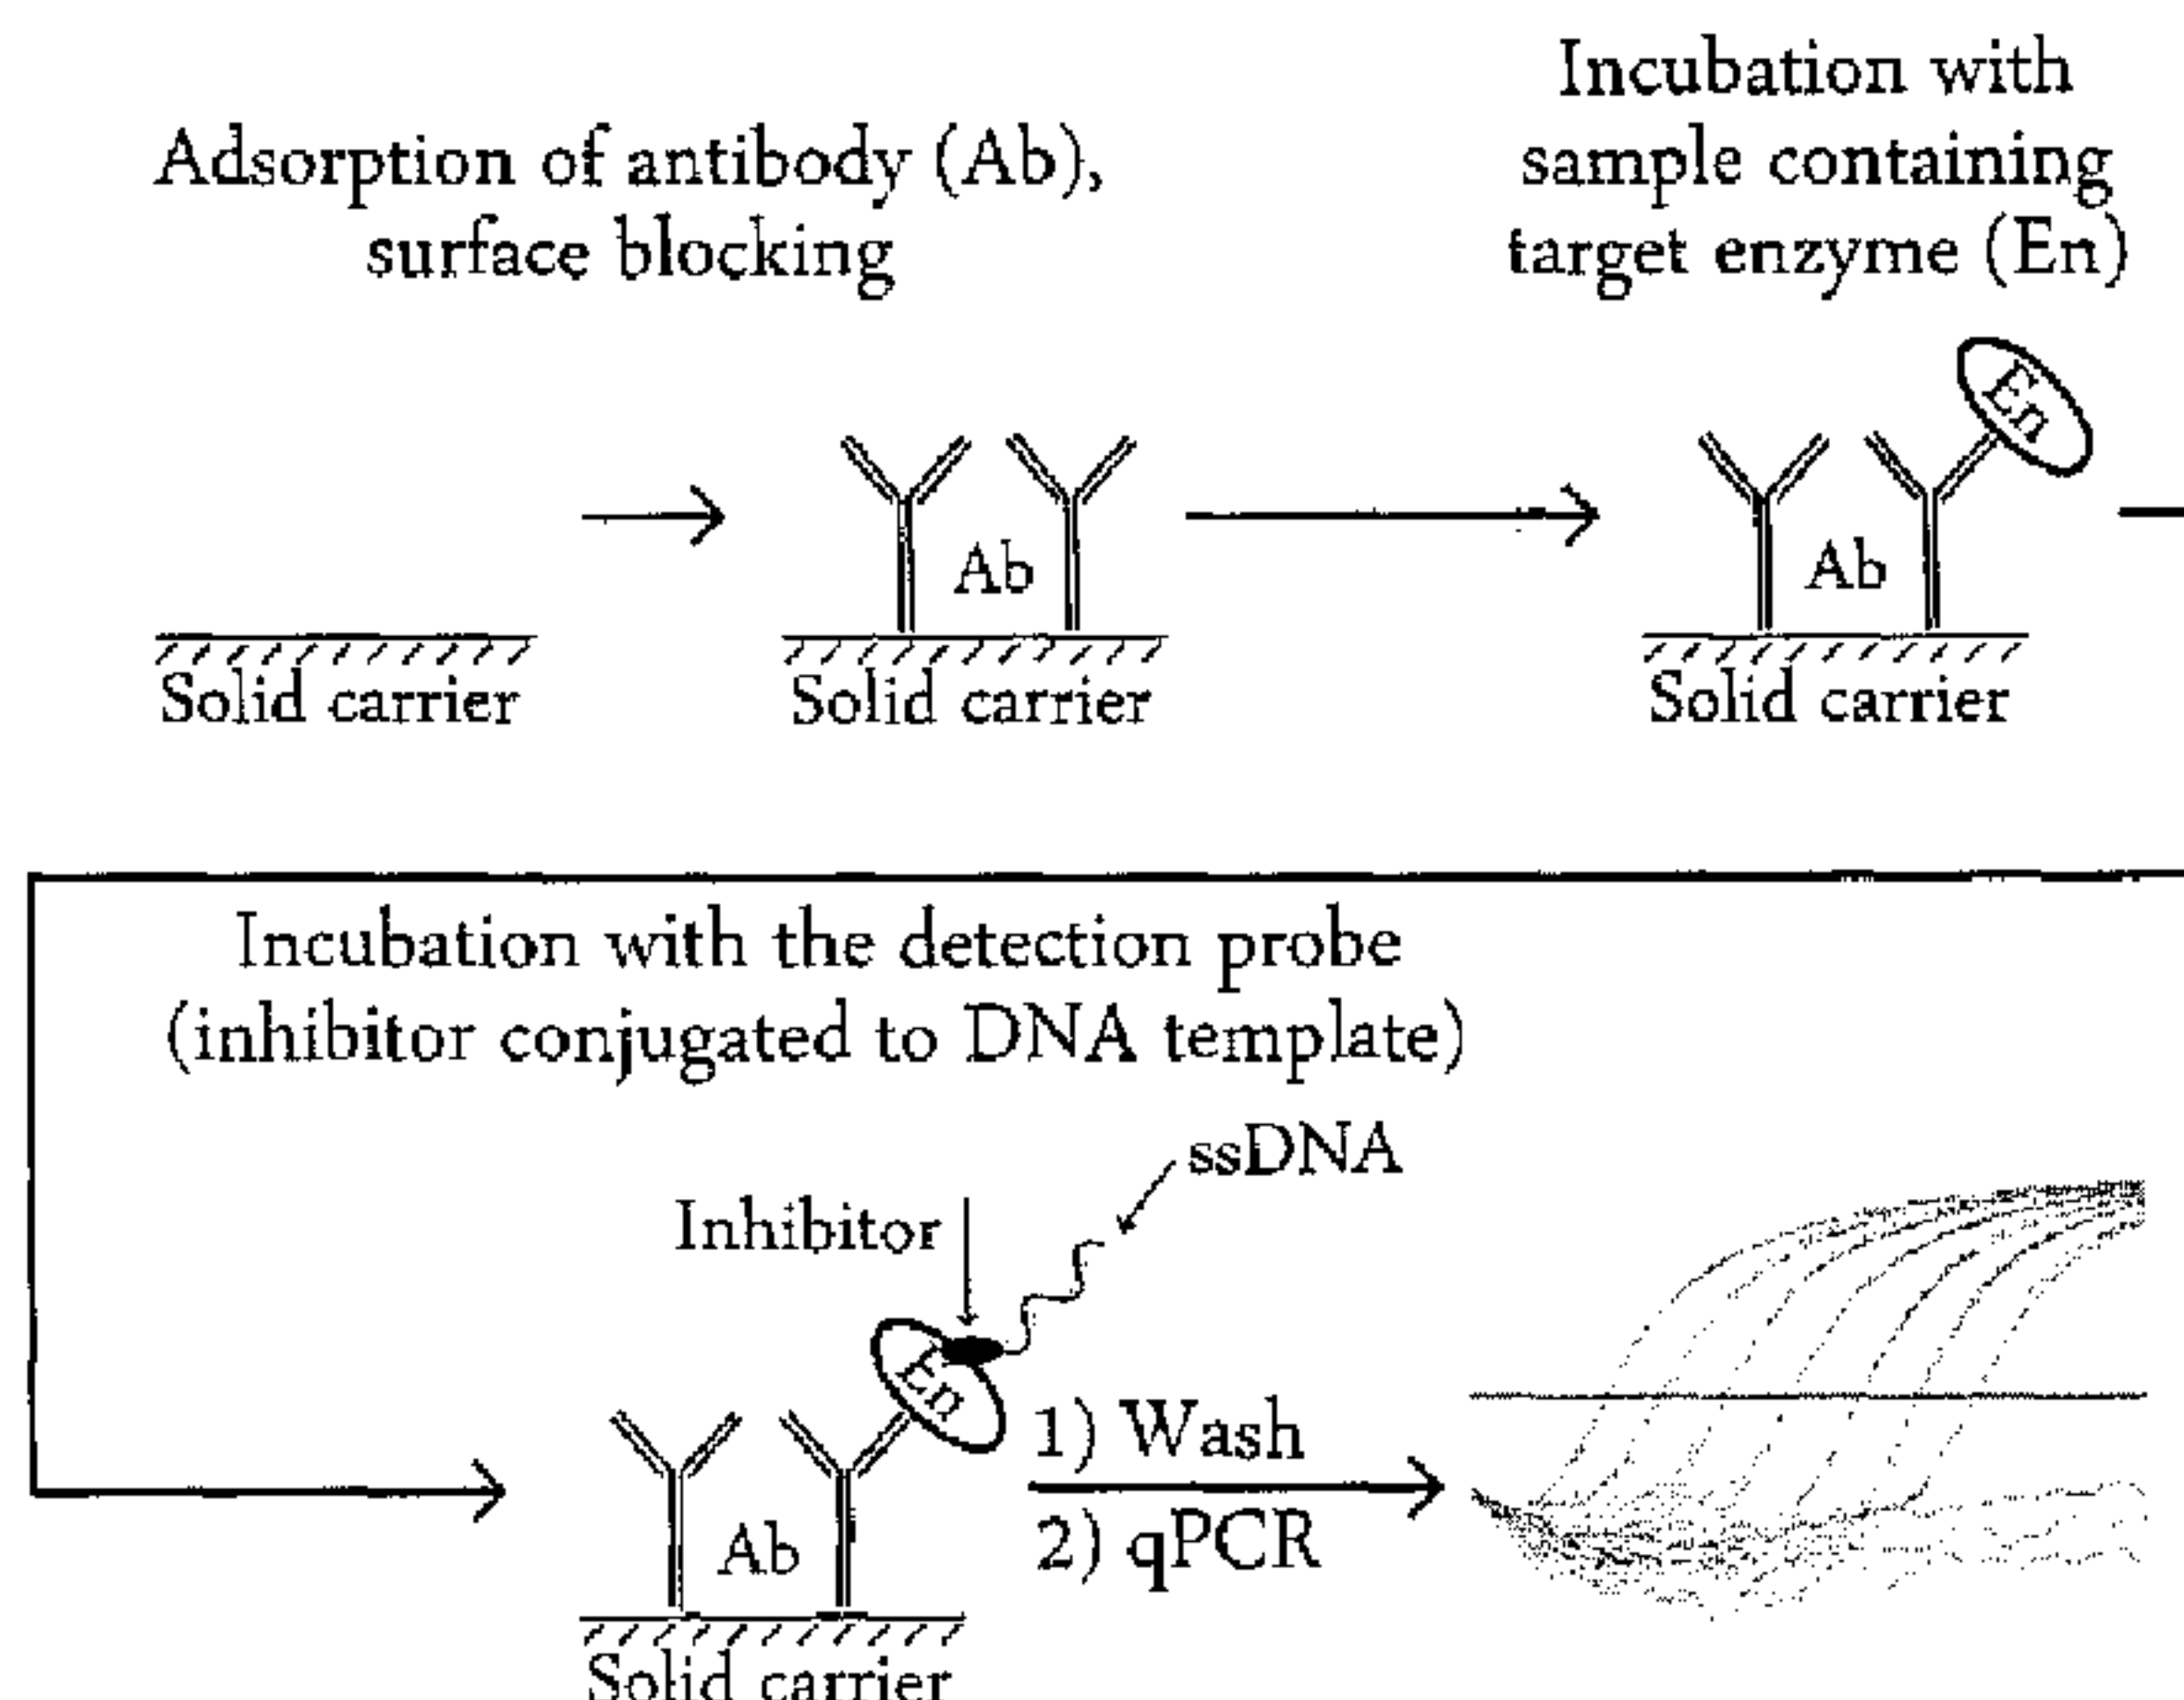 Adsorption of antibody (Ab),
surface blocking
Incubation with
sample containing
target enzyme (En)
En
Ab
Ab
Solid carrier
Solid carrier
Solid carrier
Incubation with the detection probe
(inhibitor conjugated to DNA template)
ssDNA
Inhibitor
En
1) Wash
2) qPCR
Ab
Solid carrier